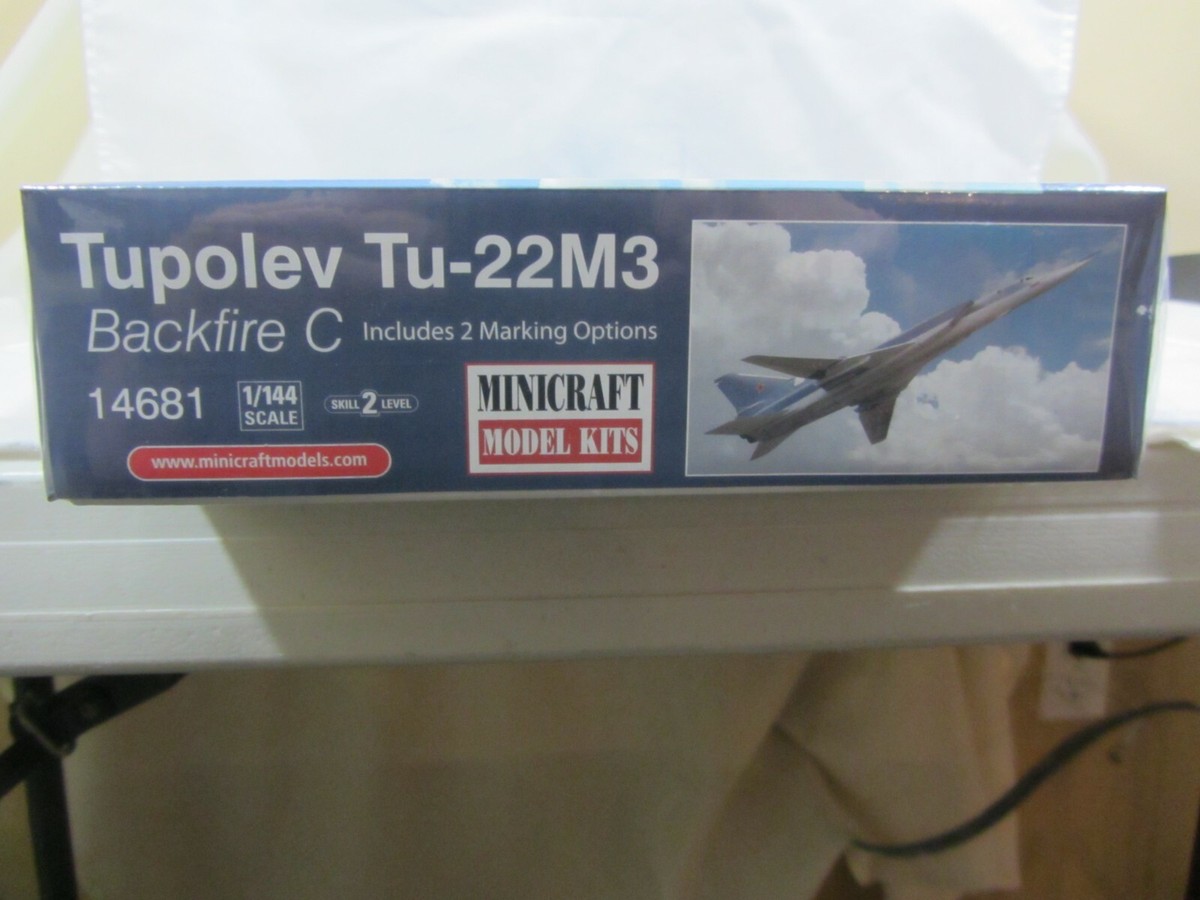 Tupolev Tu-22M3
Backfire C Includes 2 Marking Options
14681
1/144
SCALE
SKILL 2 LEVEL
MINICRAFT
MODEL KITS
www.minicraftmodels.com